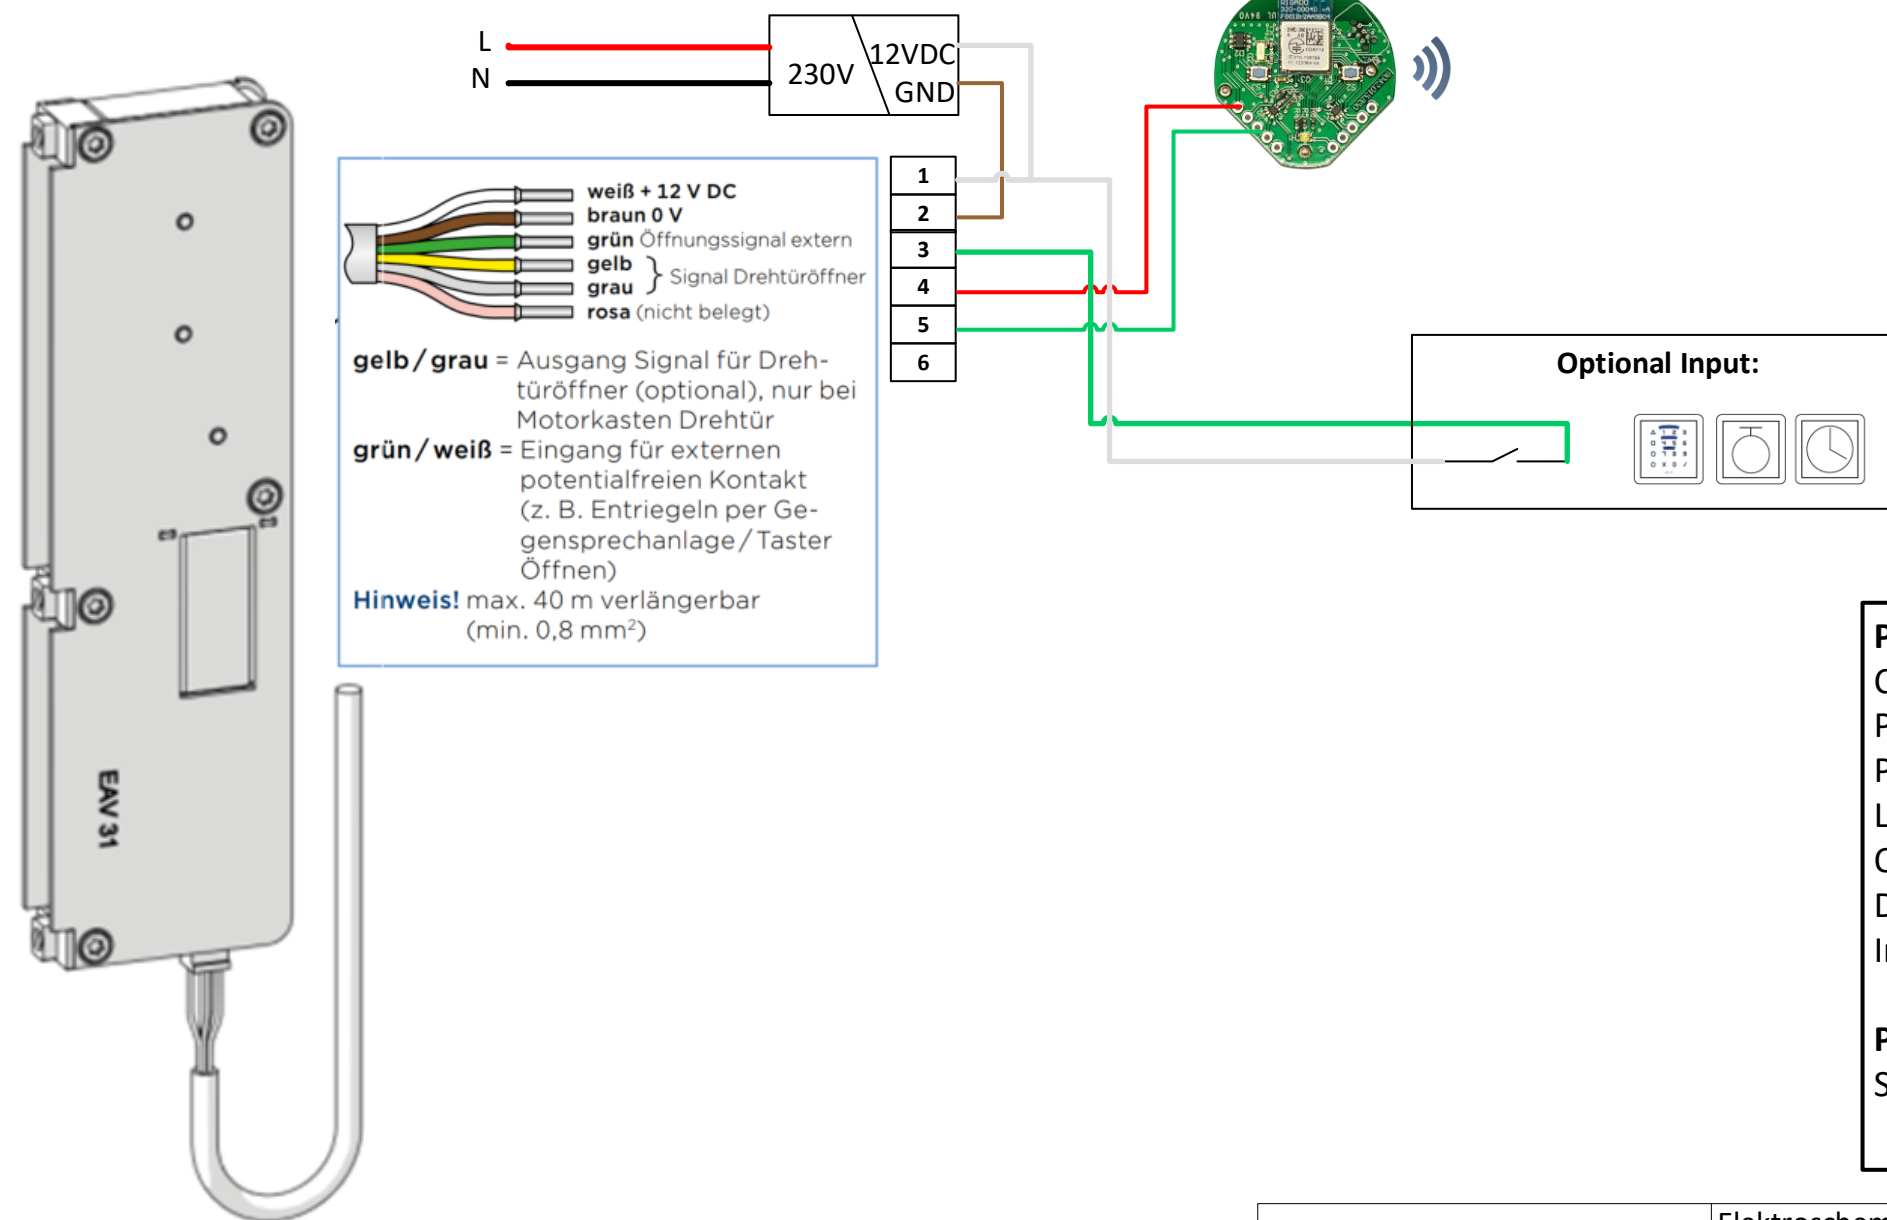 L
N
230V
12VDC
GND
RIGADO
UL 94V0
weiß + 12 V DC
braun 0 V
grün Öffnungssignal extern
gelb
grau
Signal Drehtüröffner
rosa (nicht belegt)
gelb / grau = Ausgang Signal für Dreh-
türöffner (optional), nur bei
Motorkasten Drehtür
grün / weiß = Eingang für externen
potentialfreien Kontakt
(z. B. Entriegeln per Ge-
gensprechanlage / Taster
Öffnen)
Hinweis! max. 40 m verlängerbar
(min. 0,8 mm²)
1
2
3
4
5
6
Optional Input:
EAV 31
P
P
P
L
D
P
S